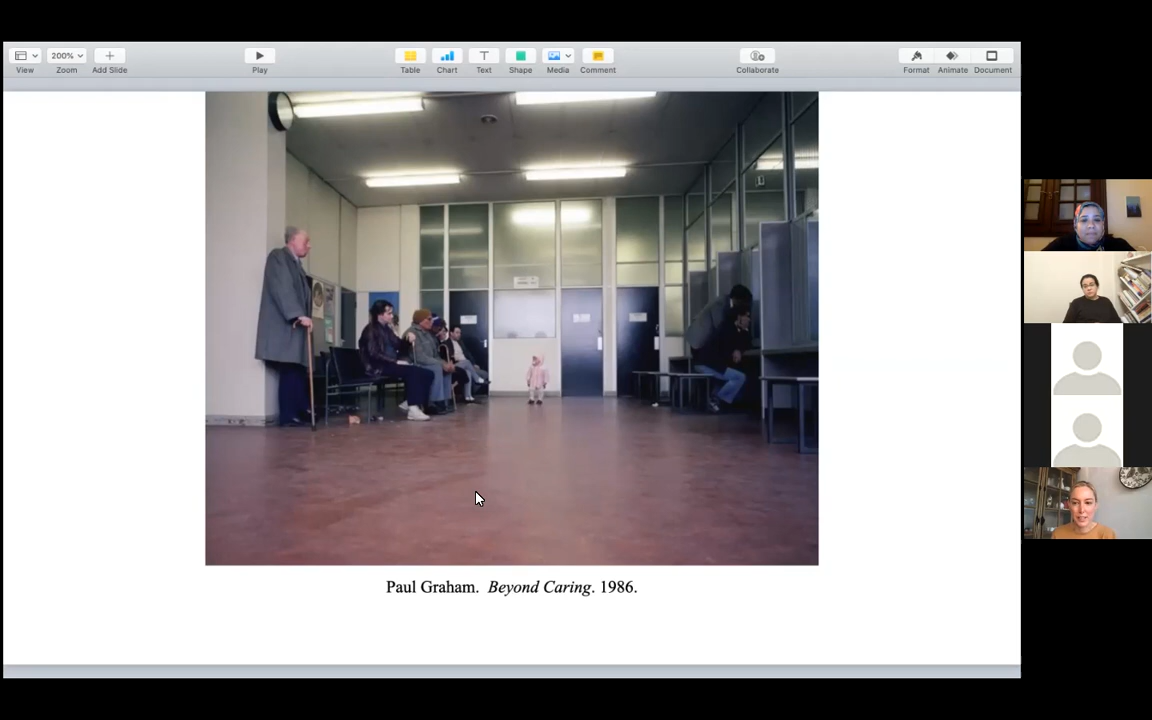 200%
View
Zoom
Add Slide
Play
Table
Chart
Text
Shape
Media
Comment
Collaborate
Format
Animate
Document
Paul Graham. Beyond Caring. 1986.